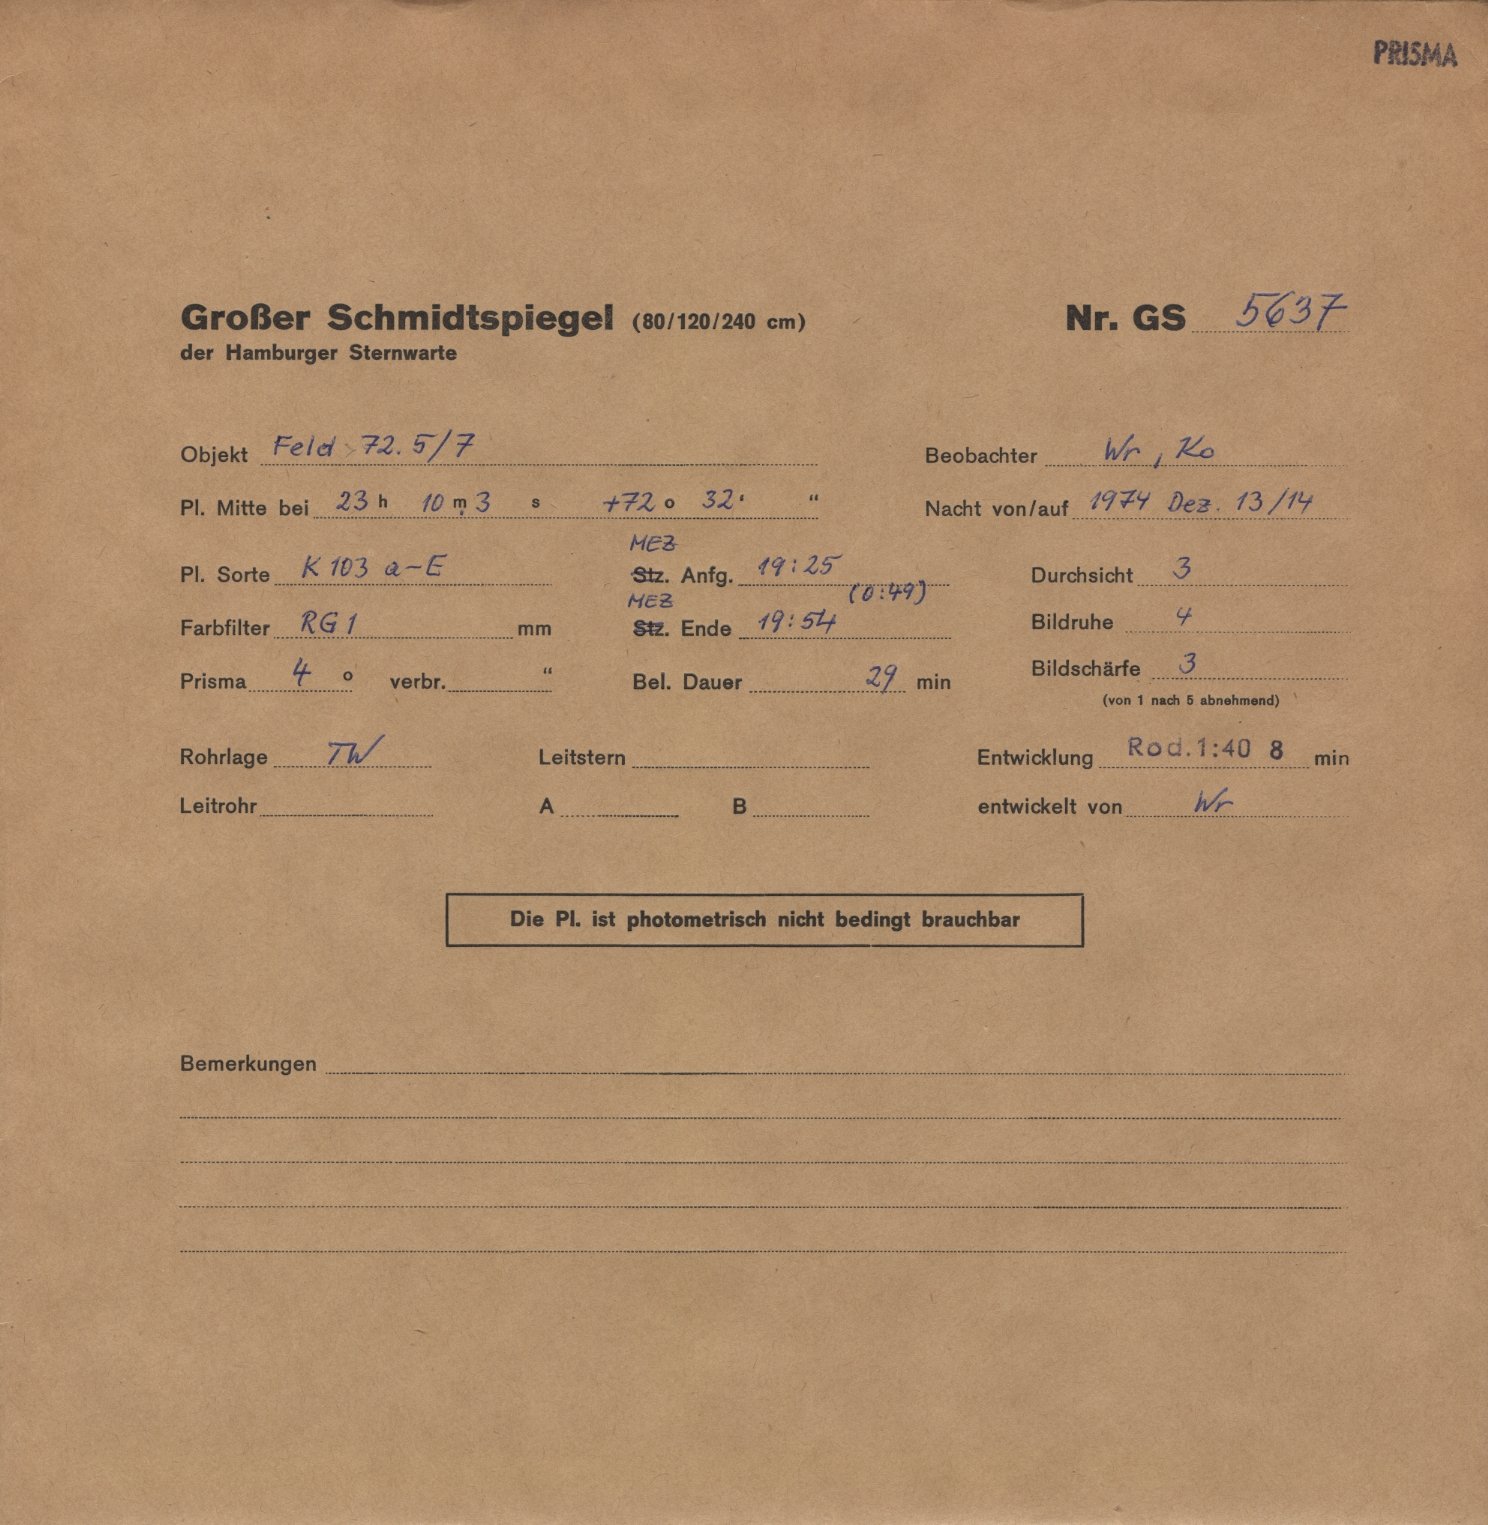 PRISMA
Großer Schmidtspiegel (80/120/240 cm) Nr. GS 5637
der Hamburger Sternwarte
Objekt Feld 72.5/7 Beobachter Wr, Ko
Pl. Mitte bei 23 h 10 m, 3 s +72 o 32 ' “ Nacht von/auf 1974 Dez. 13/14
MEZ
Pl. Sorte K 103 a-E Stz. Anfg. 19:25 Durchsicht 3
MEZ (0:49)
Farbfilter RG1 mm Stz. Ende 19:54 Bildruhe 4
Prisma 4 o verbr. “ Bel. Dauer 29 min Bildschärfe 3
(von 1 nach 5 abnehmend)
Rohrlage TW Leitstern Entwicklung Rod. 1:40 8 min
Leitrohr A B entwickelt von Wr
Die Pl. ist photometrisch nicht bedingt brauchbar
Bemerkungen